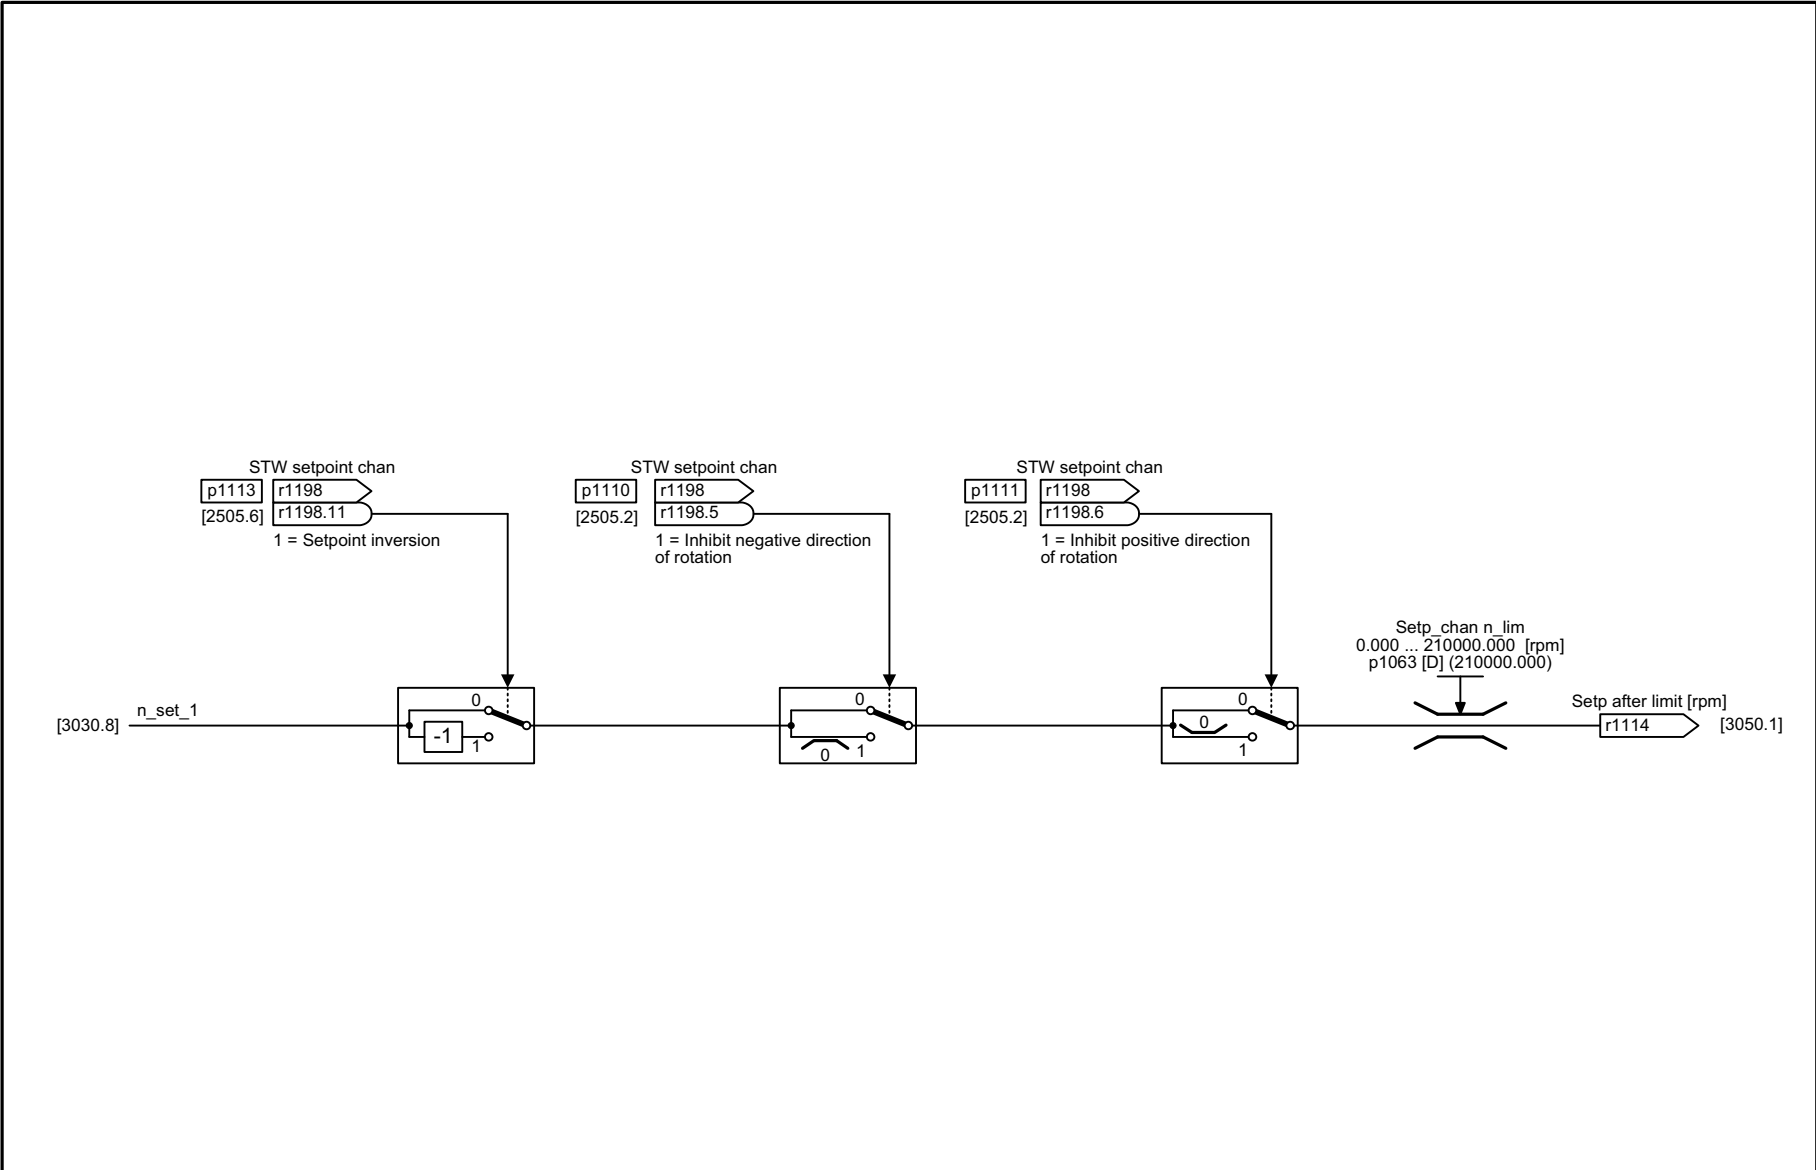 STW setpoint chan
p1113
r1198
[2505.6]
r1198.11
1 = Setpoint inversion
STW setpoint chan
p1110
r1198
[2505.2]
r1198.5
1 = Inhibit negative direction
of rotation
STW setpoint chan
p1111
r1198
[2505.2]
r1198.6
1 = Inhibit positive direction
of rotation
Setp_chan n_lim
0.000 ... 210000.000 [rpm]
p1063 [D] (210000.000)
[3030.8]
n_set_1
0
-1
1
0
0
1
0
0
1
Setp after limit [rpm]
r1114
[3050.1]